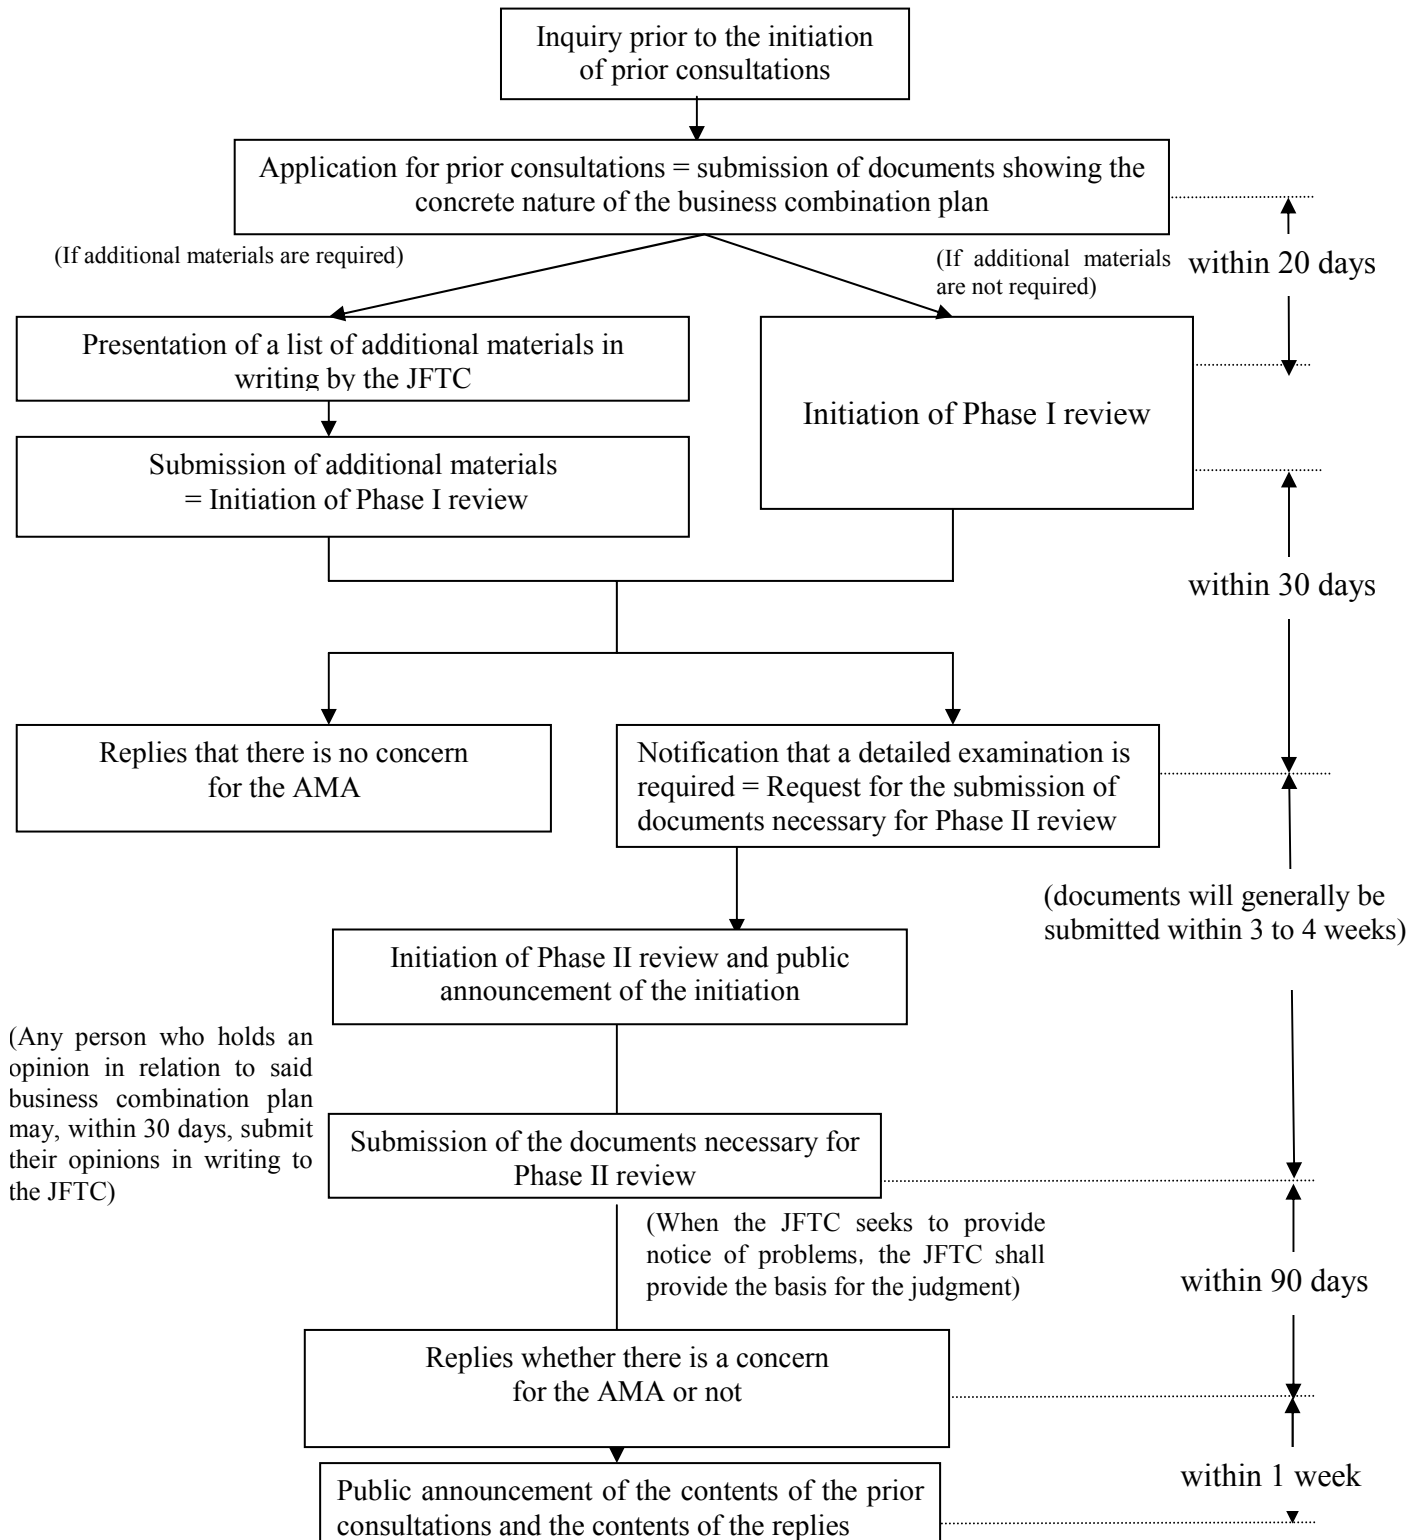 Inquiry prior to the initiation
of prior consultations
Application for prior consultations = submission of documents showing the
concrete nature of the business combination plan
(If additional materials are required)
(If additional materials
are not required)
within 20 days
Presentation of a list of additional materials in
writing by the JFTC
Initiation of Phase I review
Submission of additional materials
= Initiation of Phase I review
within 30 days
Replies that there is no concern
for the AMA
Notification that a detailed examination is
required = Request for the submission of
documents necessary for Phase II review
(documents will generally be
submitted within 3 to 4 weeks)
Initiation of Phase II review and public
announcement of the initiation
(Any person who holds an
opinion in relation to said
business combination plan
may, within 30 days, submit
their opinions in writing to
the JFTC)
Submission of the documents necessary for
Phase II review
(When the JFTC seeks to provide
notice of problems, the JFTC shall
provide the basis for the judgment)
within 90 days
Replies whether there is a concern
for the AMA or not
within 1 week
Public announcement of the contents of the prior
consultations and the contents of the replies